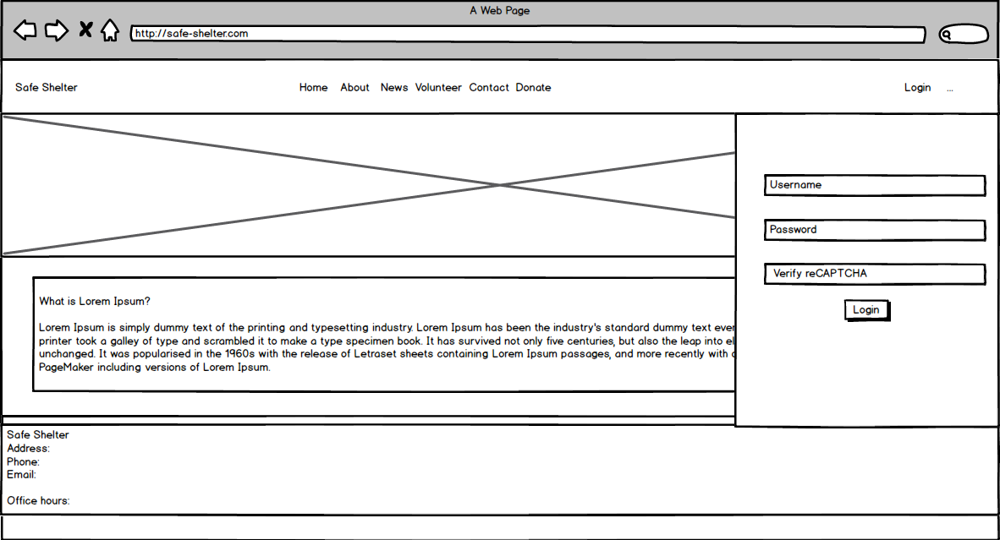 A Web Page
http://safe-shelter.com
Safe Shelter Home About News Volunteer Contact Donate Login ...
Username
Password
Verify reCAPTCHA
Login
What is Lorem Ipsum?
Lorem Ipsum is simply dummy text of the printing and typesetting industry. Lorem Ipsum has been the industry's standard dummy text ever
printer took a galley of type and scrambled it to make a type specimen book. It has survived not only five centuries, but also the leap into el
unchanged. It was popularised in the 1960s with the release of Letraset sheets containing Lorem Ipsum passages, and more recently with
PageMaker including versions of Lorem Ipsum.
Safe Shelter
Address:
Phone:
Email:
Office hours: